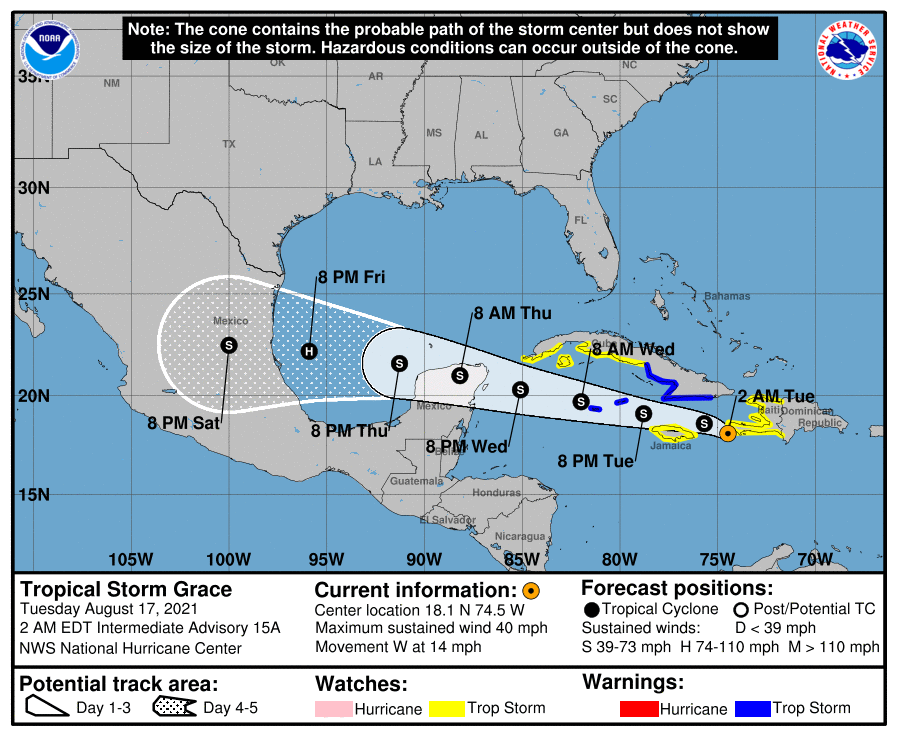 Note: The cone contains the probable path of the storm center but does not show
the size of the storm. Hazardous conditions can occur outside of the cone.
NOAA
NATIONAL WEATHER SERVICE
35N
NM
OK
AR
NC
SC
TX
MS
AL
GA
LA
30N
FL
8 PM Fri
25N
Bahamas
8 AM Thu
Mexico
S
H
S
S
Cuba
8 AM Wed
S
S
S
S
2 AM Tue
20N
Mexico
Haiti
Dominican
Republic
8 PM Sat
8 PM Thu
8 PM Wed
Belize
Jamaica
8 PM Tue
Guatemala
Honduras
15N
El Salvador
Nicaragua
105W
100W
95W
90W
85W
80W
75W
70W
Tropical Storm Grace
Tuesday August 17, 2021
2 AM EDT Intermediate Advisory 15A
NWS National Hurricane Center
Current information:
Center location 18.1 N 74.5 W
Maximum sustained wind 40 mph
Movement W at 14 mph
Forecast positions:
Tropical Cyclone
Post/Potential TC
Sustained winds:
D < 39 mph
S 39-73 mph H 74-110 mph M > 110 mph
Potential track area:
Day 1-3
Day 4-5
Watches:
Hurricane
Trop Storm
Warnings:
Hurricane
Trop Storm